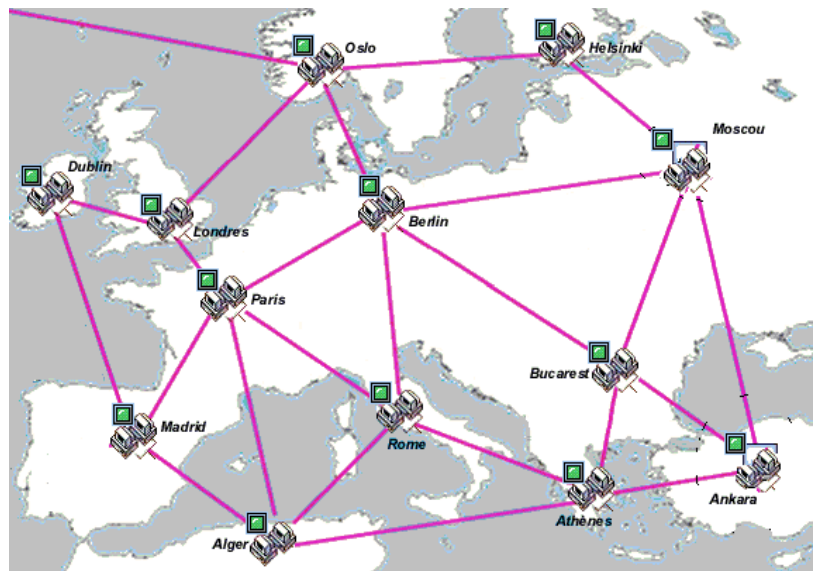 Oslo
Helsinki
Moscou
Dublin
Londres
Berlin
Paris
Bucarest
Madrid
Rome
Ankara
Athènes
Alger